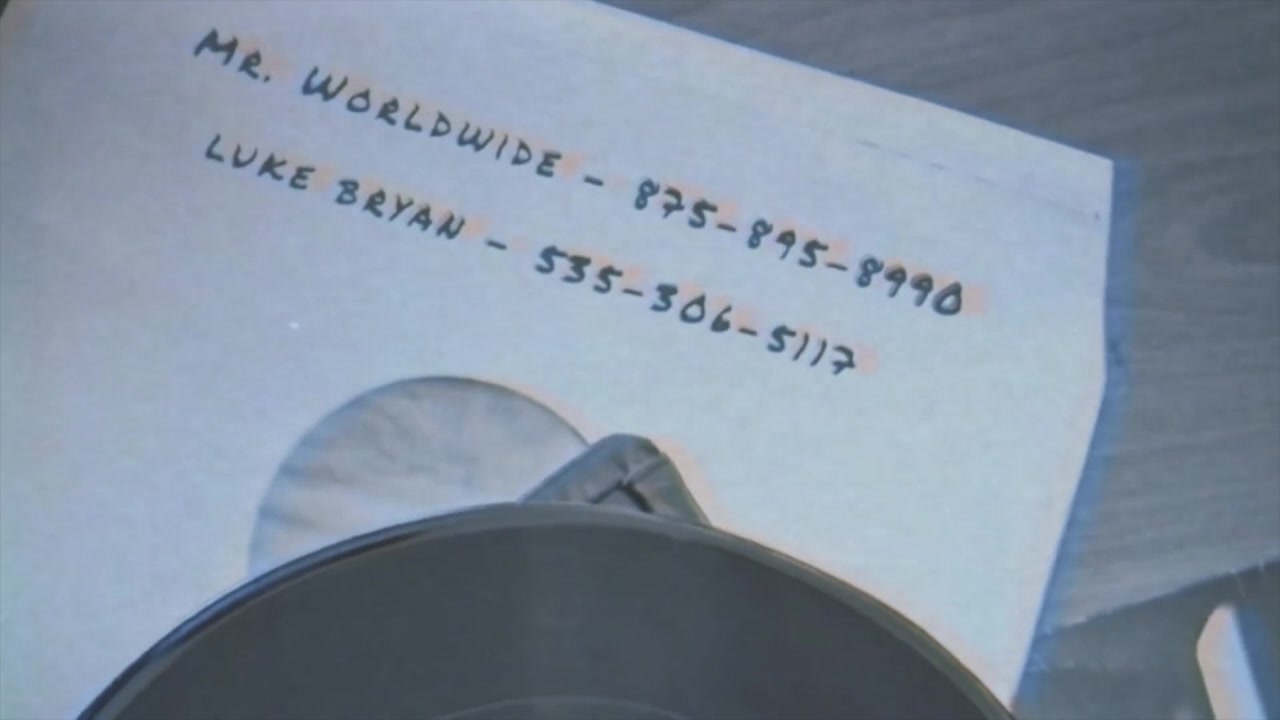 MR. WORLDWIDE - 875-895-8990
LUKE BRYAN - 535-306-5117